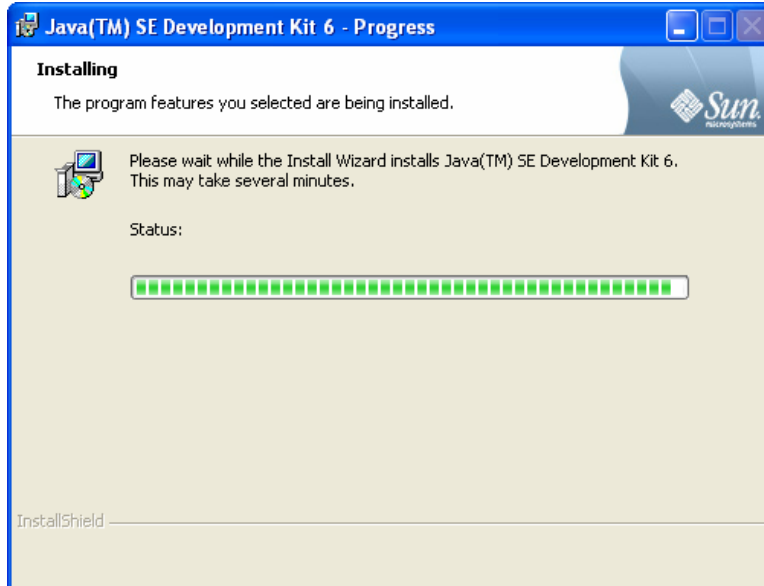 Java(TM) SE Development Kit 6 - Progress
Installing
The program features you selected are being installed.
Sun
microsystems
Please wait while the Install Wizard installs Java(TM) SE Development Kit 6.
This may take several minutes.
Status:
InstallShield